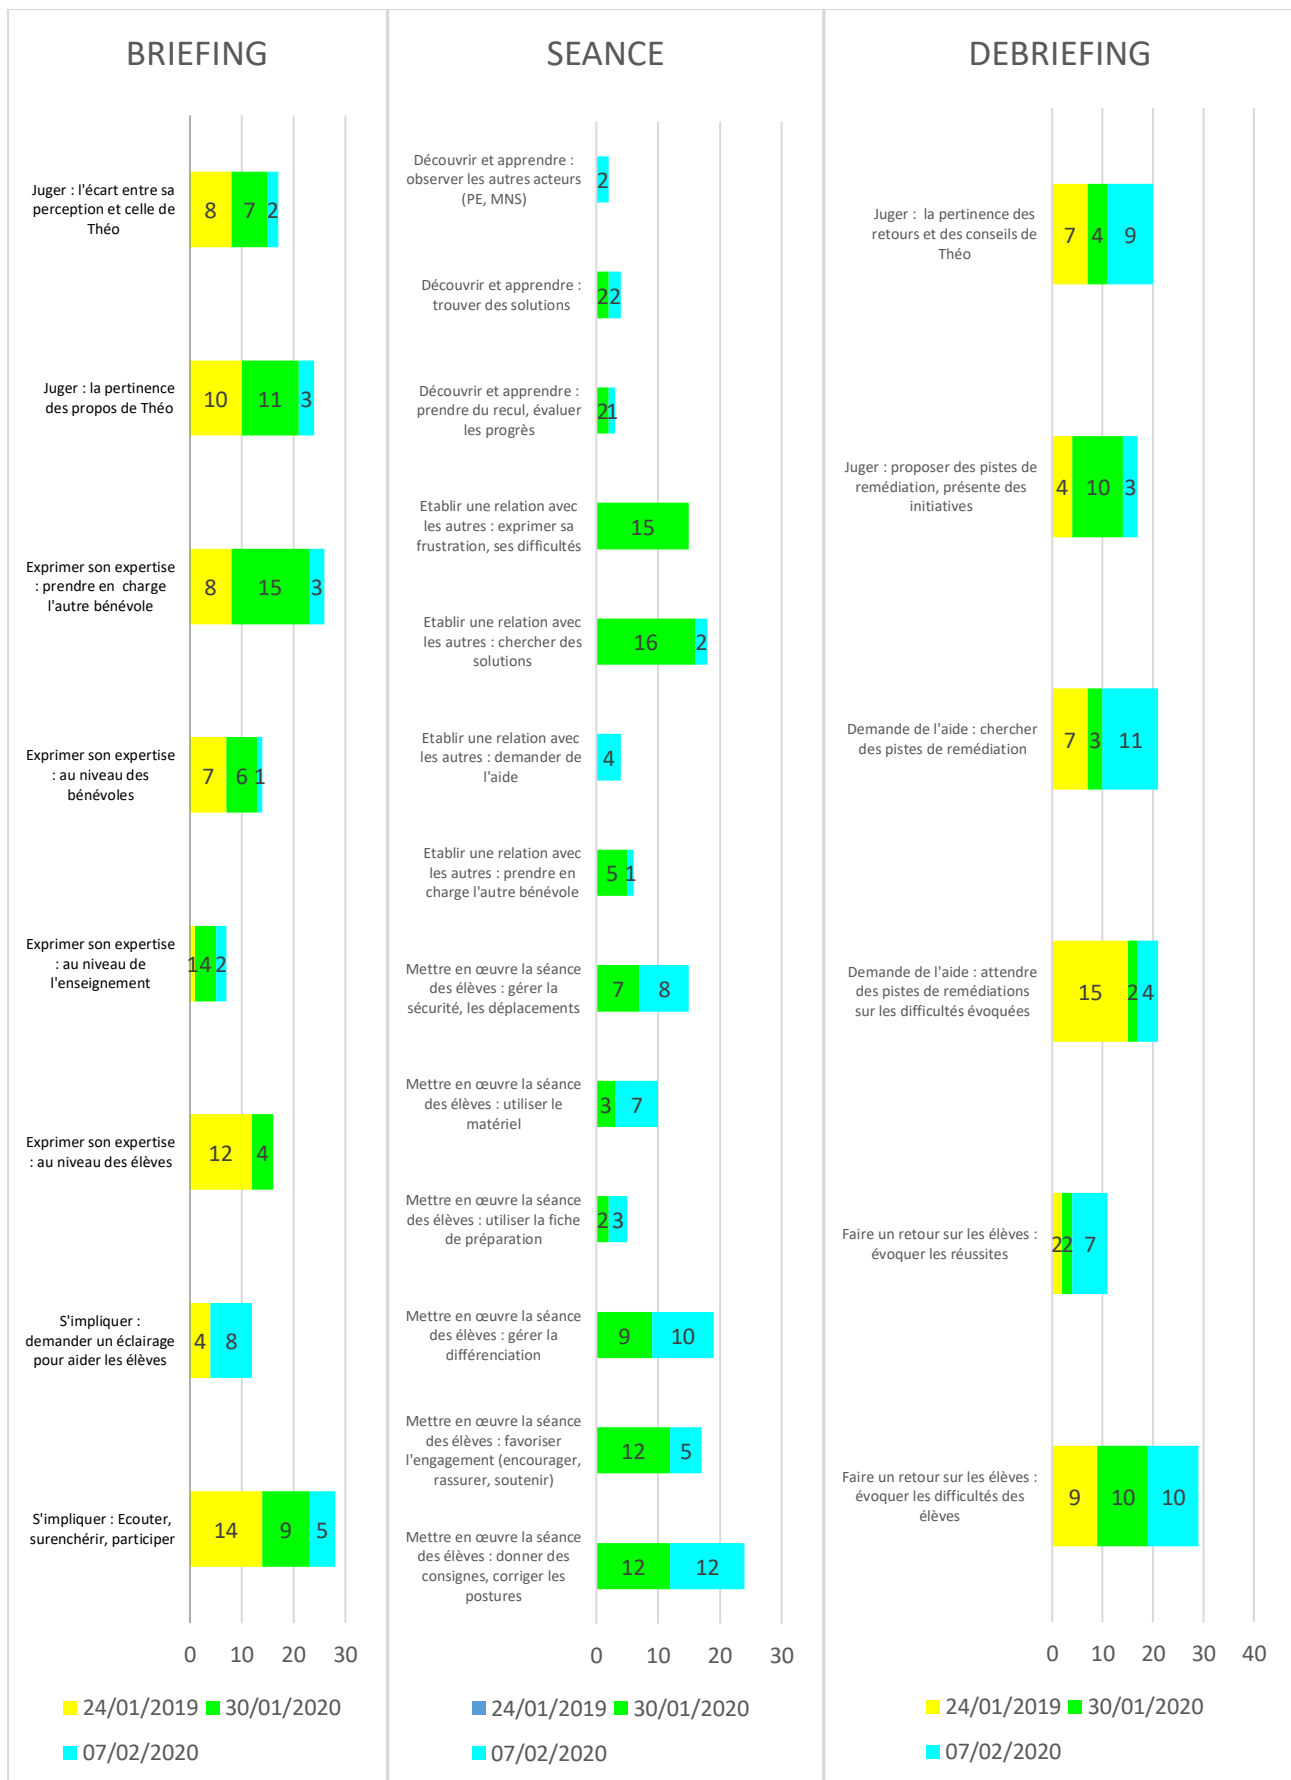 BRIEFING
Juger : l'écart entre sa
perception et celle de
Théo
8 7 2
Juger : la pertinence
des propos de Théo
10 11 3
Exprimer son expertise
: prendre en charge
l'autre bénévole
8 15 3
Exprimer son expertise
: au niveau des
bénévoles
7 6 1
Exprimer son expertise
: au niveau de
l'enseignement
1 4 2
Exprimer son expertise
: au niveau des élèves
12 4
S'impliquer :
demander un éclairage
pour aider les élèves
4 8
S'impliquer : Ecouter,
surenchérir, participer
14 9 5
0 10 20 30
24/01/2019 30/01/2020
07/02/2020
SEANCE
Découvrir et apprendre :
observer les autres acteurs
(PE, MNS)
2
Découvrir et apprendre :
trouver des solutions
2 2
Découvrir et apprendre :
prendre du recul, évaluer
les progrès
2 1
Etablir une relation avec
les autres : exprimer sa
frustration, ses difficultés
15
Etablir une relation avec
les autres : chercher des
solutions
16 2
Etablir une relation avec
les autres : demander de
l'aide
4
Etablir une relation avec
les autres : prendre en
charge l'autre bénévole
5 1
Mettre en œuvre la séance
des élèves : gérer la
sécurité, les déplacements
7 8
Mettre en œuvre la séance
des élèves : utiliser le
matériel
3 7
Mettre en œuvre la séance
des élèves : utiliser la fiche
de préparation
2 3
Mettre en œuvre la séance
des élèves : gérer la
différenciation
9 10
Mettre en œuvre la séance
des élèves : favoriser
l'engagement (encourager,
rassurer, soutenir)
12 5
Mettre en œuvre la séance
des élèves : donner des
consignes, corriger les
postures
12 12
0 10 20 30
24/01/2019 30/01/2020
07/02/2020
DEBRIEFING
Juger : la pertinence des
retours et des conseils de
Théo
7 4 9
Juger : proposer des pistes de
remédiation, présente des
initiatives
4 10 3
Demande de l'aide : chercher
des pistes de remédiation
7 3 11
Demande de l'aide : attendre
des pistes de remédiations
sur les difficultés évoquées
15 2 4
Faire un retour sur les élèves :
évoquer les réussites
2 2 7
Faire un retour sur les élèves :
évoquer les difficultés des
élèves
9 10 10
0 10 20 30 40
24/01/2019 30/01/2020
07/02/2020